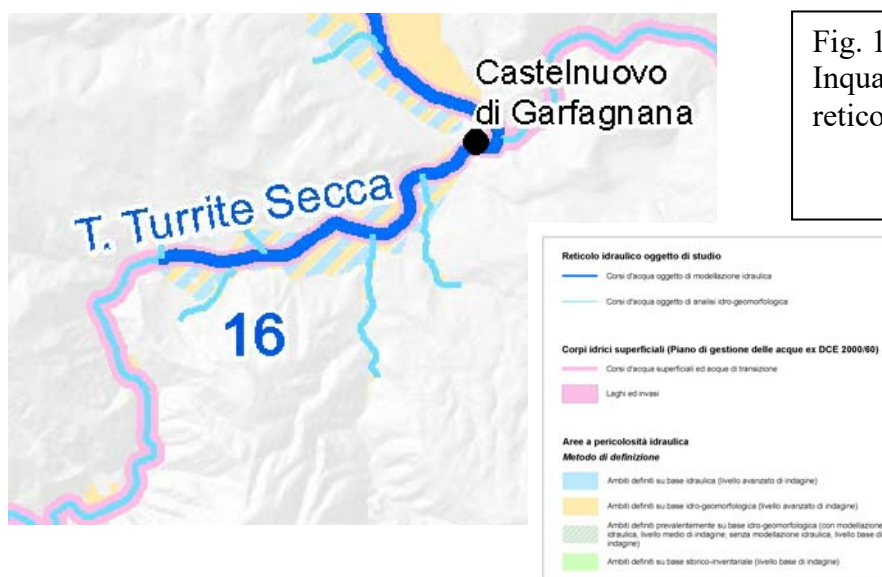 Fig. 1
Inqua
retico
Castelnuovo
di Garfagnana
T. Turrite Secca
16
Reticolo idraulico oggetto di studio
Corsi d'acqua oggetto di modellazione idraulica
Corsi d'acqua oggetto di analisi idro-geomorfologica
Corpi idrici superficiali (Piano di gestione delle acque ex DCE 2000/60)
Corsi d'acqua superficiali ed acque di transizione
Laghi ed invasi
Aree a pericolosità idraulica
Metodo di definizione
Ambiti definiti su base idraulica (livello avanzato di indagine)
Ambiti definiti su base idro-geomorfologica (livello avanzato di indagine)
Ambiti definiti prevalentemente su base idro-geomorfologica (con modellazione
idraulica, livello medio di indagine; senza modellazione idraulica, livello base di
indagine)
Ambiti definiti su base storico-inventariale (livello base di indagine)